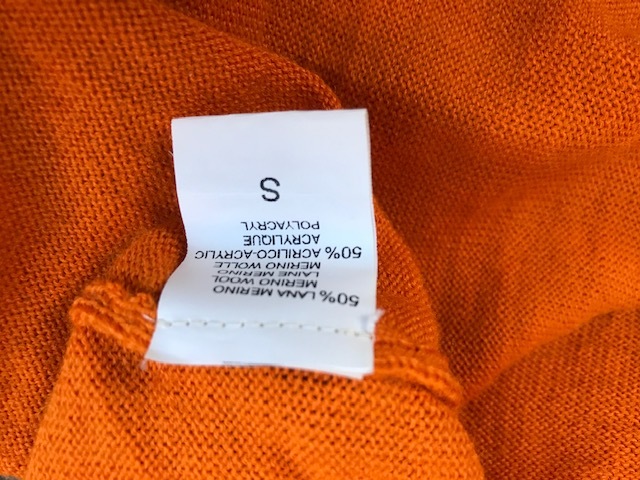 50% LANA MERINO
MERINO WOOL
LAINE MERINO
MERINO WOLLE
50% ACRILICO-ACRYLIC
ACRYLIQUE
POLYACRYL
S